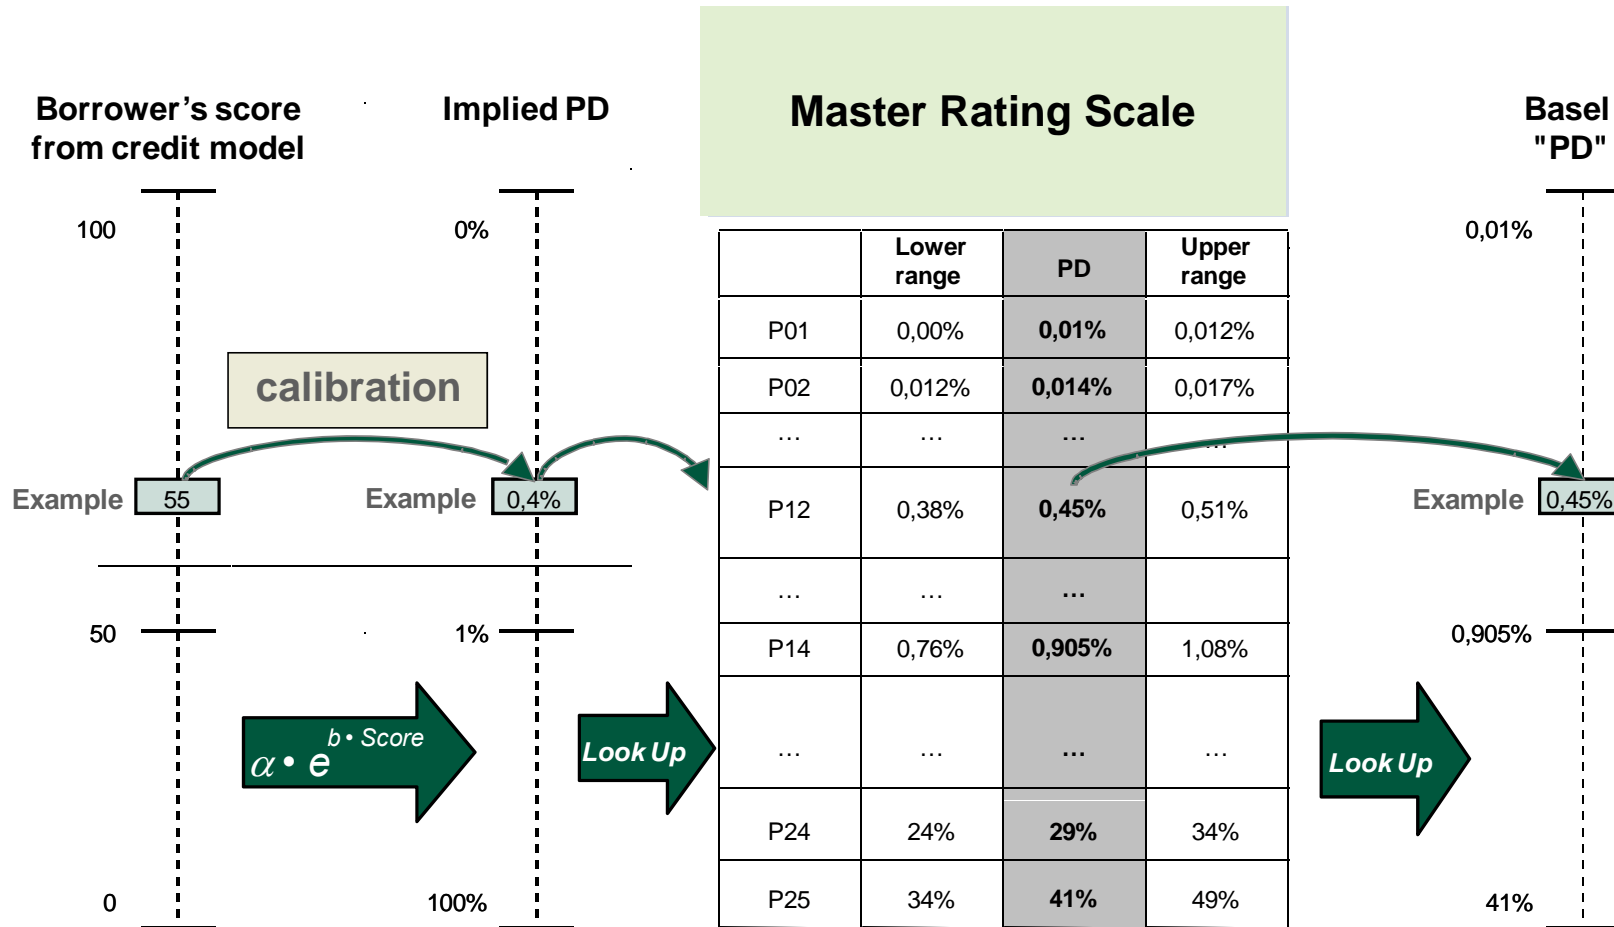 Borrower's score
from credit model
Implied PD
Master Rating Scale
Basel
"PD"
100
0%
0,01%
Lower range PD Upper range
P01 0,00% 0,01% 0,012%
P02 0,012% 0,014% 0,017%
… … … …
P12 0,38% 0,45% 0,51%
… … …
P14 0,76% 0,905% 1,08%
… … … …
P24 24% 29% 34%
P25 34% 41% 49%
calibration
Example 55
Example 0,4%
Example 0,45%
50
1%
0,905%
α • e b • Score
Look Up
Look Up
0
100%
41%